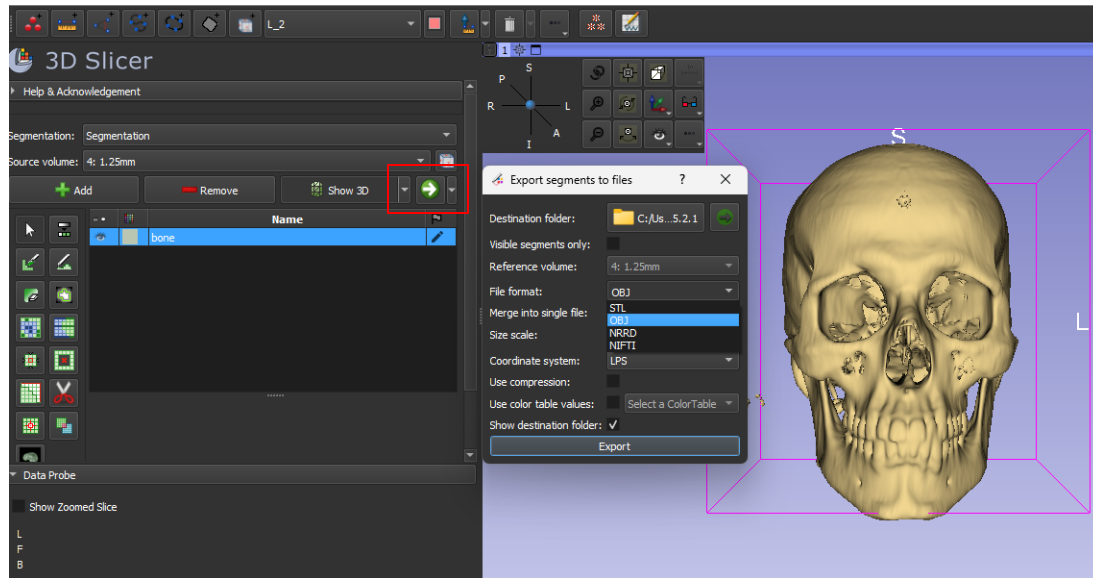 L_2
3D Slicer
Help & Acknowledgement
Segmentation: Segmentation
Source volume: 4: 1.25mm
Add Remove Show 3D
Name
bone
Data Probe
Show Zoomed Slice
L
F
B
1
S
P
R L
A
I
S
L
Export segments to files ? X
Destination folder: C:/Us...5.2.1
Visible segments only:
Reference volume: 4: 1.25mm
File format: OBJ
STL
Merge into single file: OBJ
Size scale: NRRD
NIFTI
Coordinate system: LPS
Use compression:
Use color table values: Select a ColorTable
Show destination folder:
Export